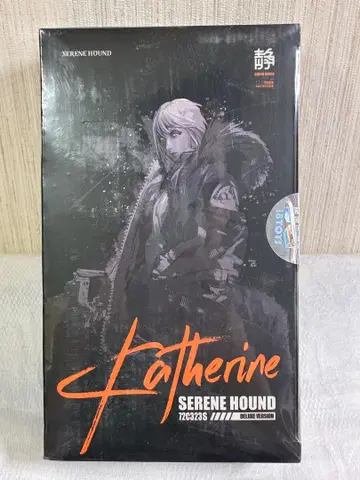 SERENE HOUND
静
Katherine
SERENE HOUND
72C323S DELUXE VERSION